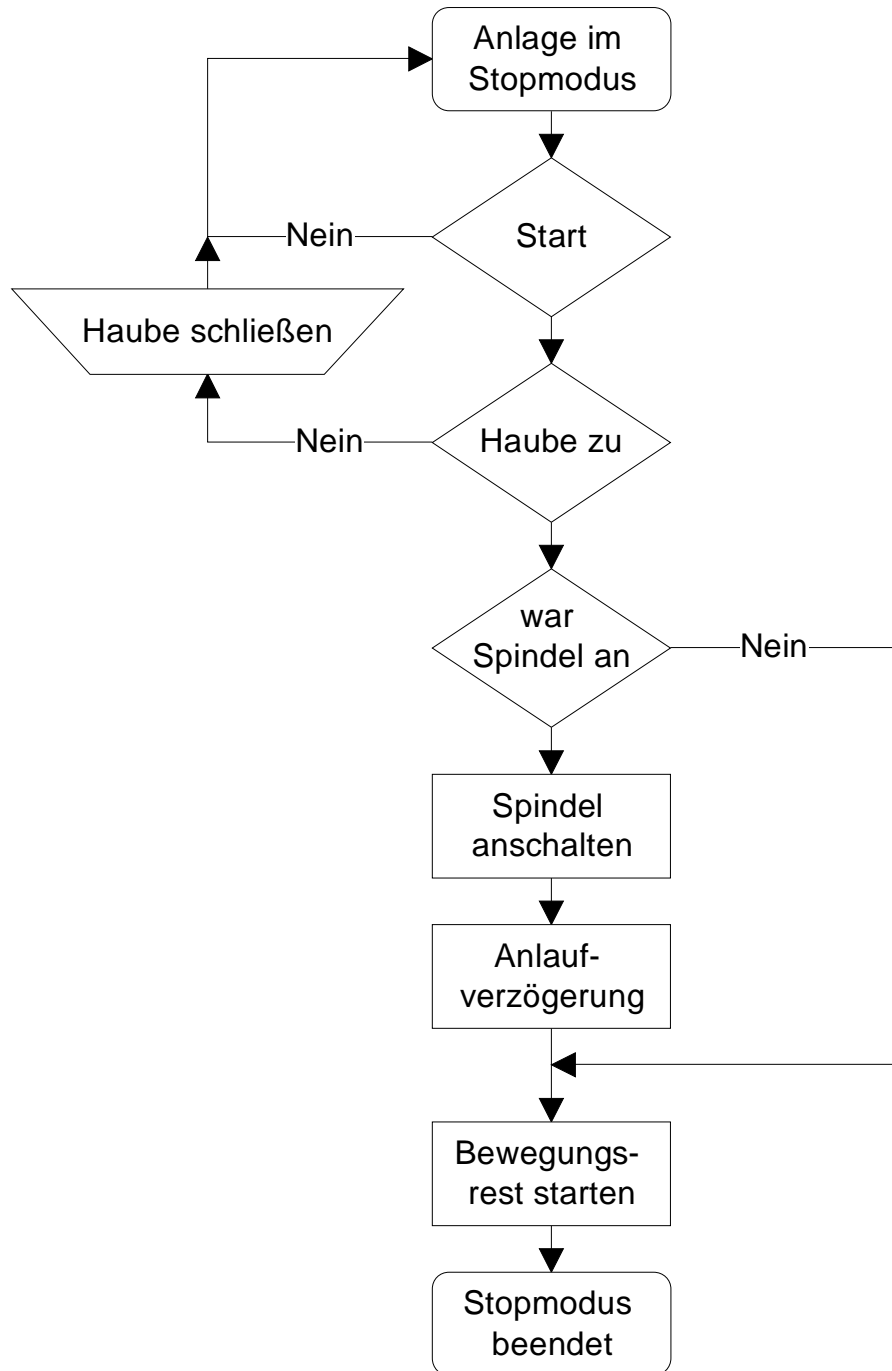 Anlage im
Stopmodus
Nein
Start
Haube schließen
Nein
Haube zu
war
Spindel an
Nein
Spindel
anschalten
Anlauf-
verzögerung
Bewegungs-
rest starten
Stopmodus
beendet